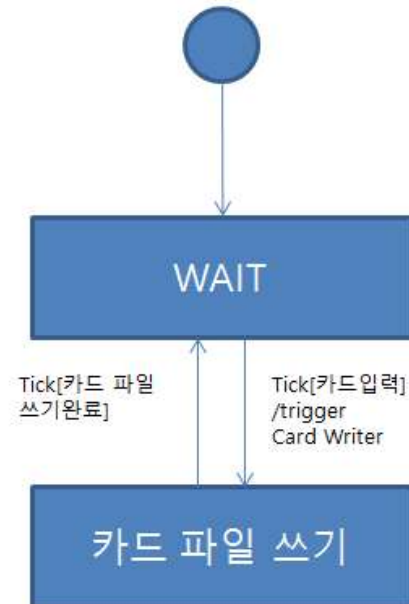 WAIT
Tick[카드 파일
쓰기완료]
Tick[카드입력]
/trigger
Card Writer
카드 파일 쓰기